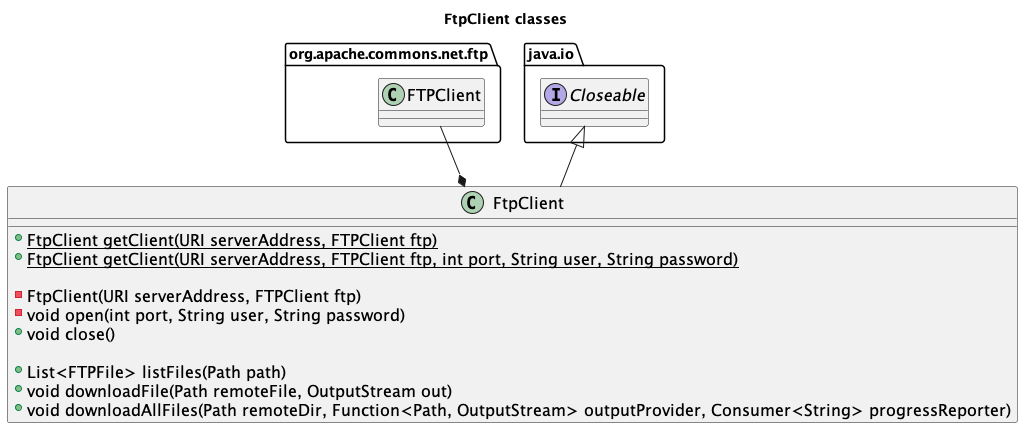 FtpClient classes
org.apache.commons.net.ftp
java.io
C FTPClient
I Closeable
C FtpClient
FtpClient getClient(URI serverAddress, FTPClient ftp)
FtpClient getClient(URI serverAddress, FTPClient ftp, int port, String user, String password)
FtpClient(URI serverAddress, FTPClient ftp)
void open(int port, String user, String password)
void close()
List<FTPFile> listFiles(Path path)
void downloadFile(Path remoteFile, OutputStream out)
void downloadAllFiles(Path remoteDir, Function<Path, OutputStream> outputProvider, Consumer<String> progressReporter)